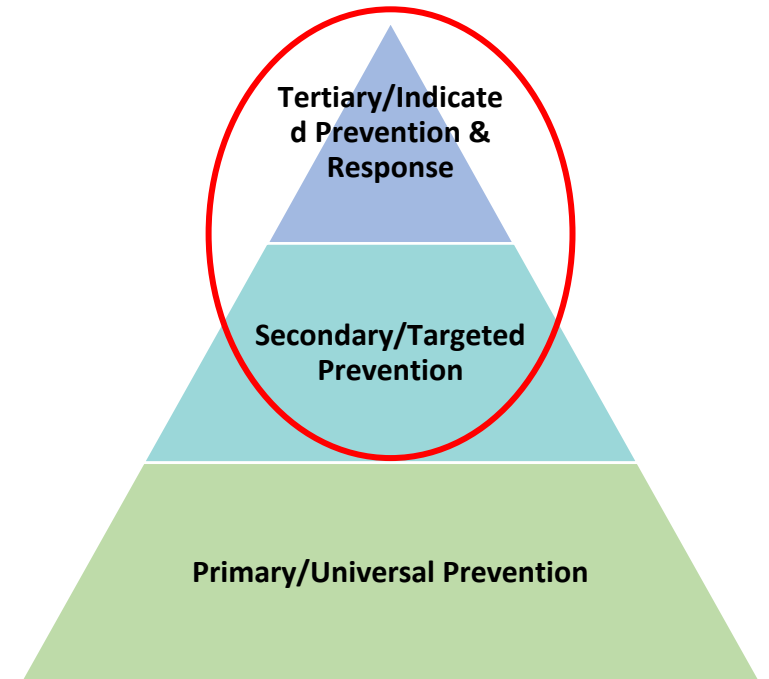 Tertiary/Indicate
d Prevention &
Response
Secondary/Targeted
Prevention
Primary/Universal Prevention